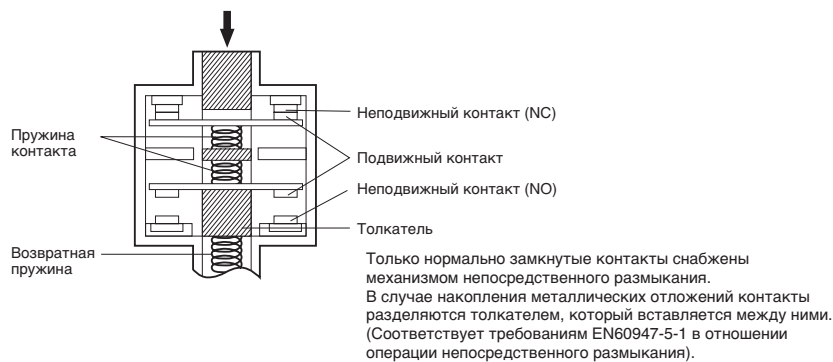 Неподвижный контакт (NC)
Пружина
контакта
Подвижный контакт
Неподвижный контакт (NO)
Толкатель
Возвратная
пружина
Только нормально замкнутые контакты снабжены
механизмом непосредственного размыкания.
В случае накопления металлических отложений контакты
разделяются толкателем, который вставляется между ними.
(Соответствует требованиям EN60947-5-1 в отношении
операции непосредственного размыкания).